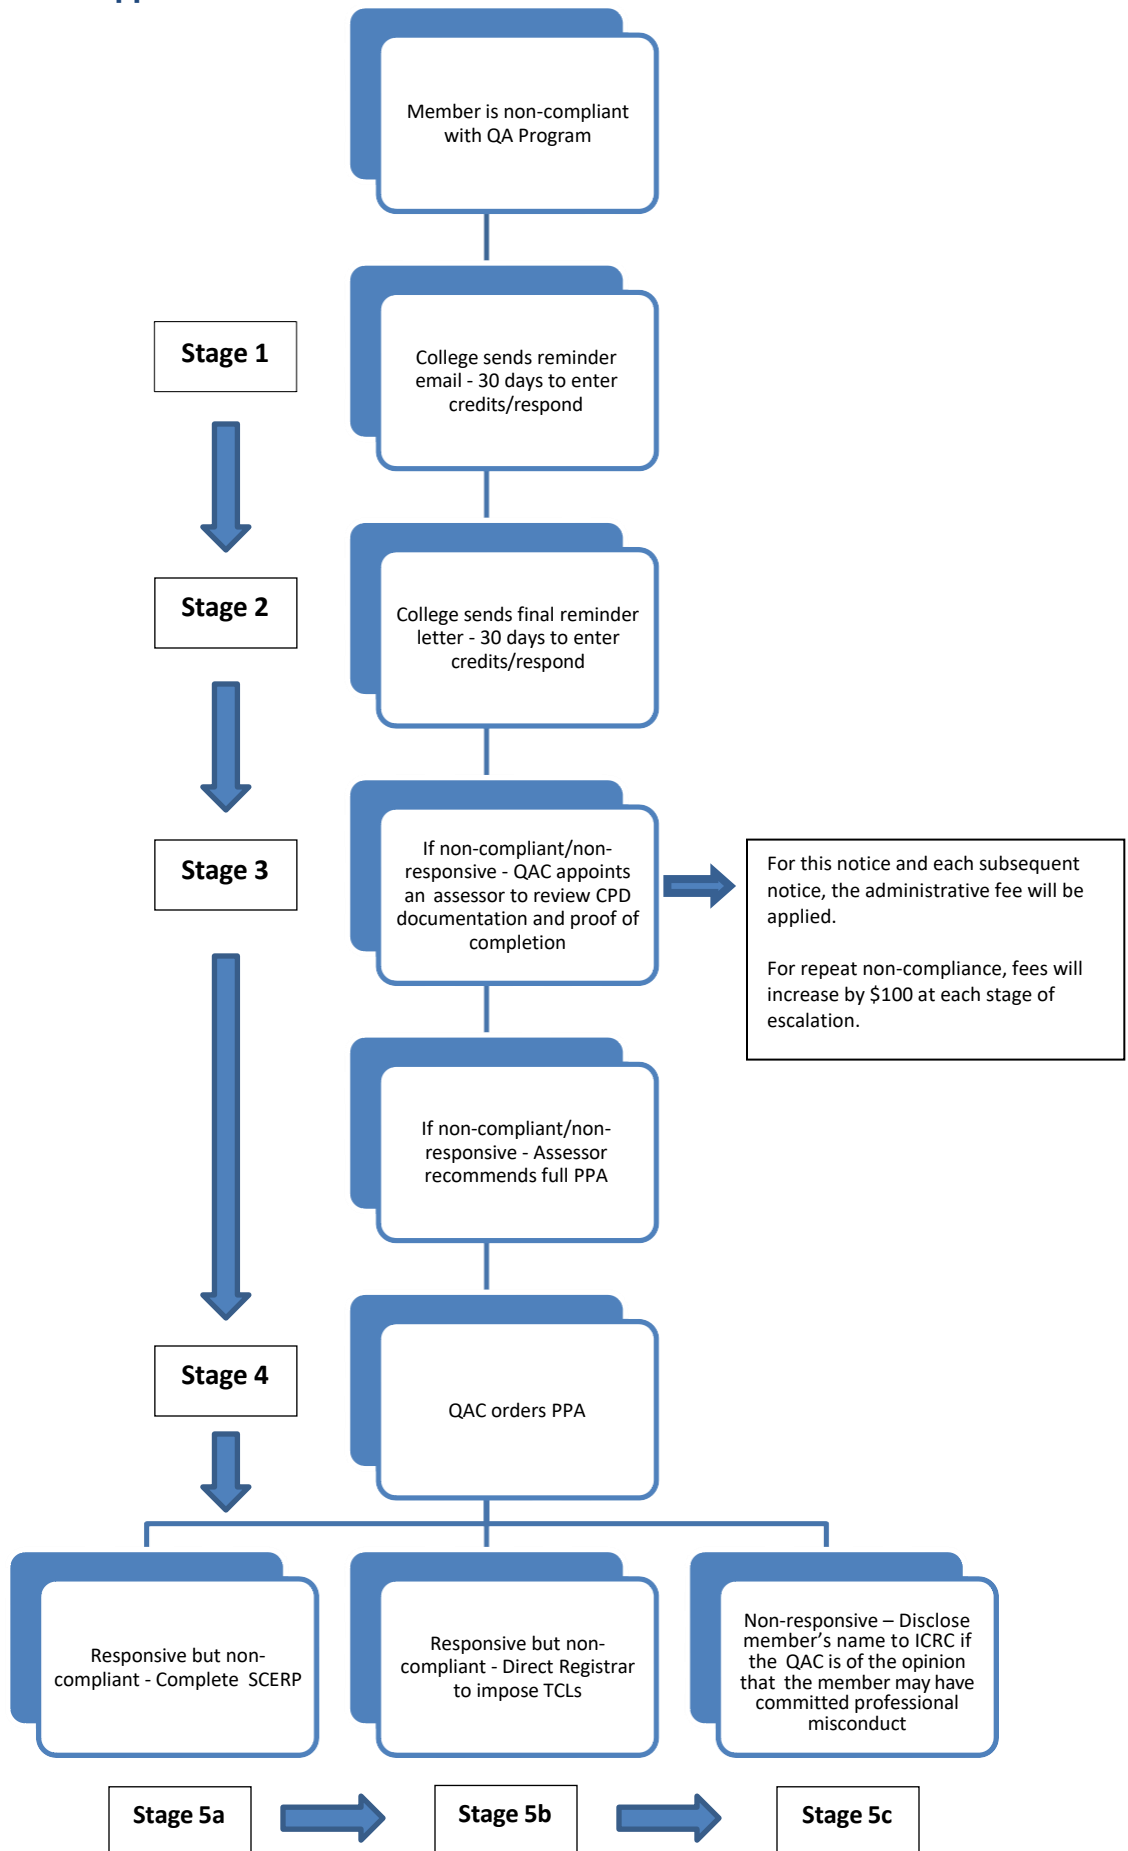 Member is non-compliant
with QA Program
Stage 1
College sends reminder
email - 30 days to enter
credits/respond
Stage 2
College sends final reminder
letter - 30 days to enter
credits/respond
Stage 3
If non-compliant/non-
responsive - QAC appoints
an assessor to review CPD
documentation and proof of
completion
For this notice and each subsequent
notice, the administrative fee will be
applied.
For repeat non-compliance, fees will
increase by $100 at each stage of
escalation.
If non-compliant/non-
responsive - Assessor
recommends full PPA
Stage 4
QAC orders PPA
Responsive but non-
compliant - Complete SCERP
Responsive but non-
compliant - Direct Registrar
to impose TCLs
Non-responsive – Disclose
member’s name to ICRC if
the QAC is of the opinion
that the member may have
committed professional
misconduct
Stage 5a
Stage 5b
Stage 5c